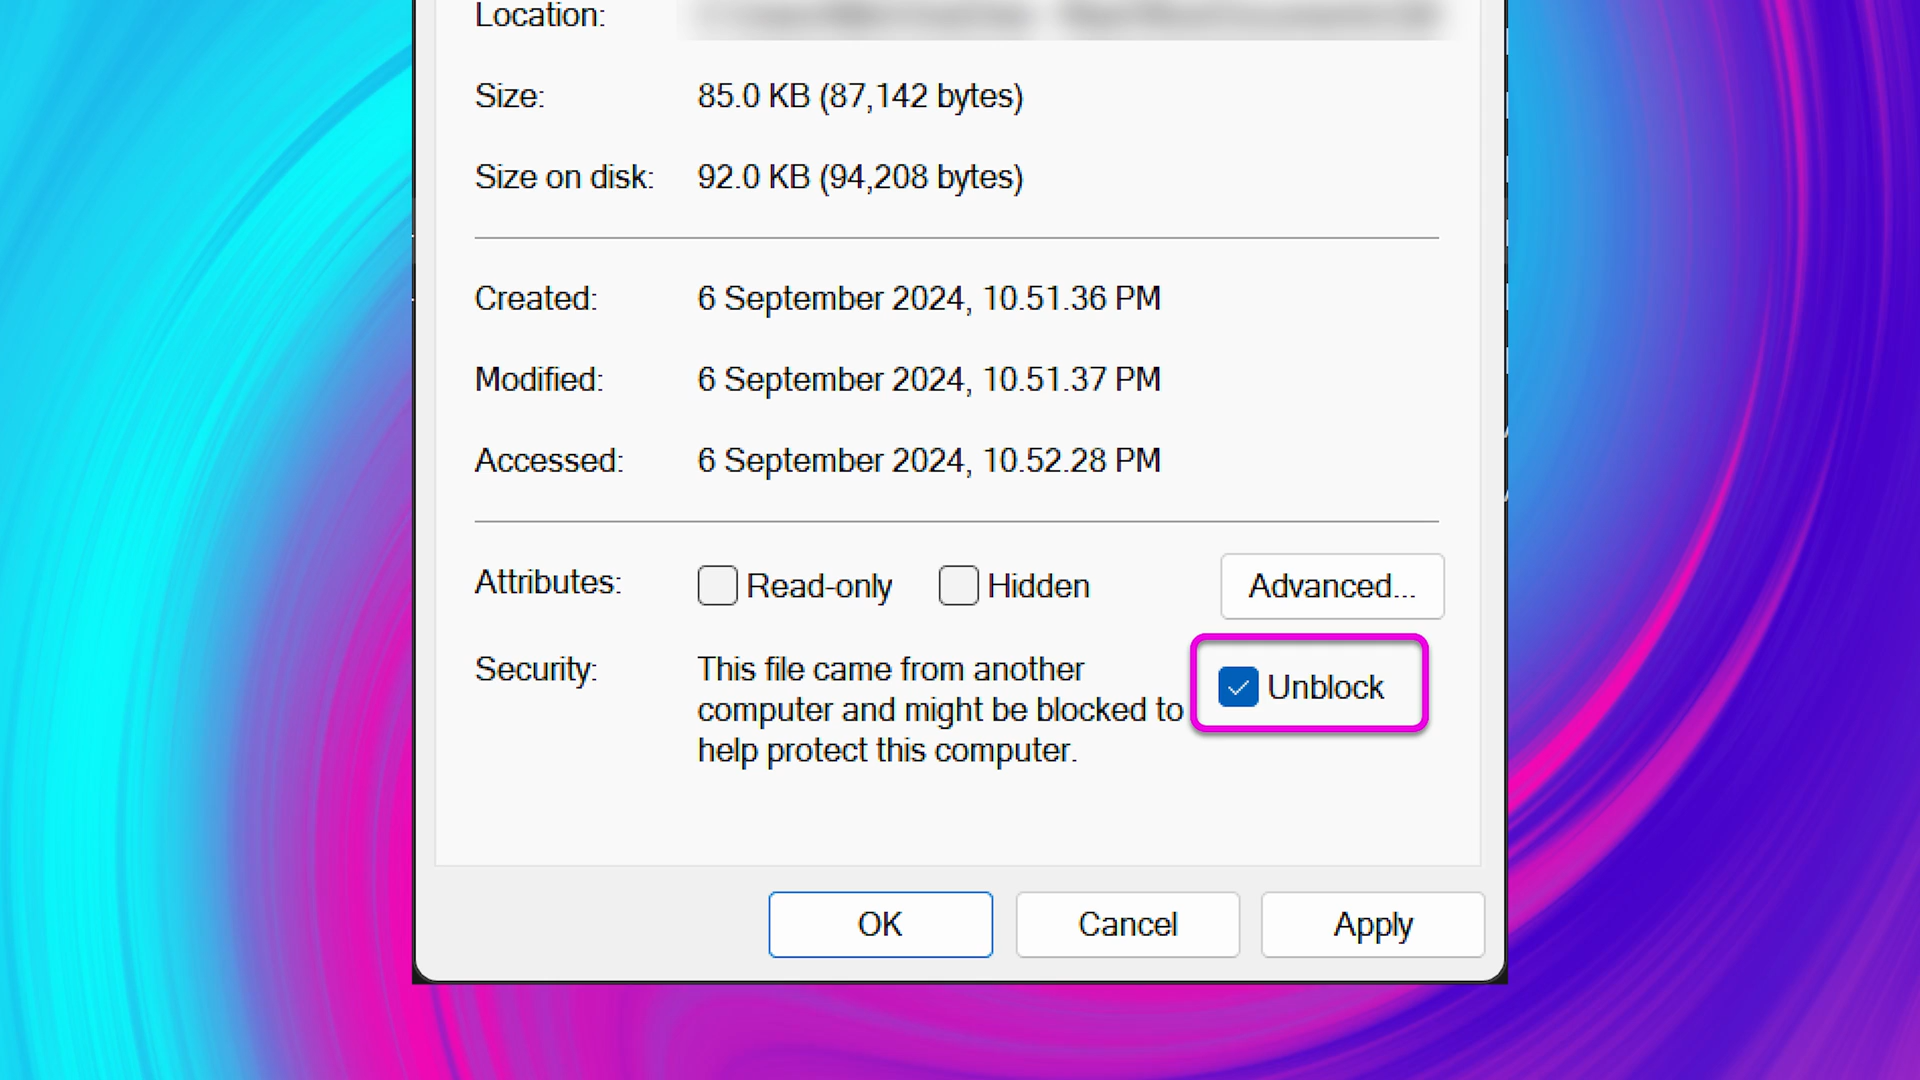 Location:
Size: 85.0 KB (87,142 bytes)
Size on disk: 92.0 KB (94,208 bytes)
Created: 6 September 2024, 10.51.36 PM
Modified: 6 September 2024, 10.51.37 PM
Accessed: 6 September 2024, 10.52.28 PM
Attributes: Read-only Hidden Advanced...
Security: This file came from another
computer and might be blocked to
help protect this computer.
Unblock
OK Cancel Apply